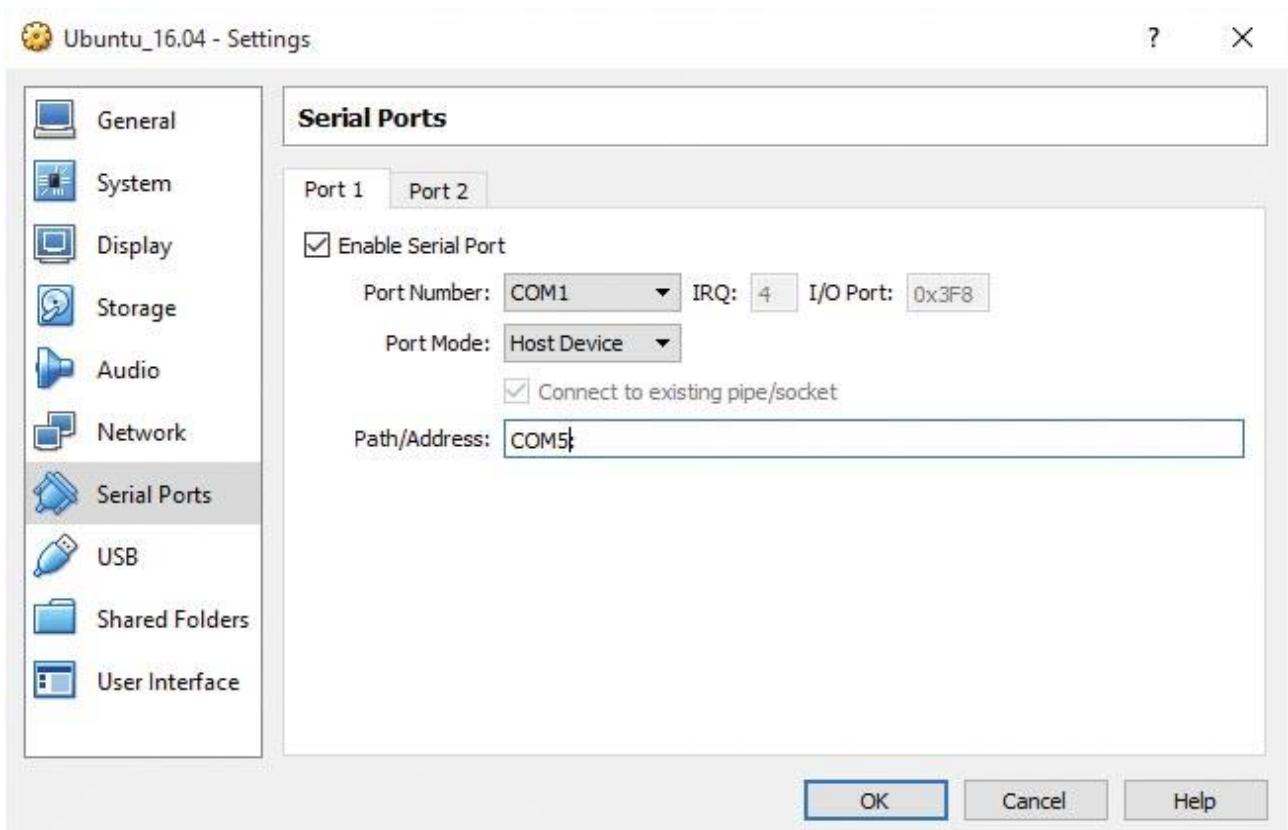 Ubuntu_16.04 - Settings ?
General
System
Display
Storage
Audio
Network
Serial Ports
USB
Shared Folders
User Interface
Serial Ports
Port 1 Port 2
Enable Serial Port
Port Number: COM1 IRQ: 4 I/O Port: 0x3F8
Port Mode: Host Device
Connect to existing pipe/socket
Path/Address: COM5:
OK Cancel Help